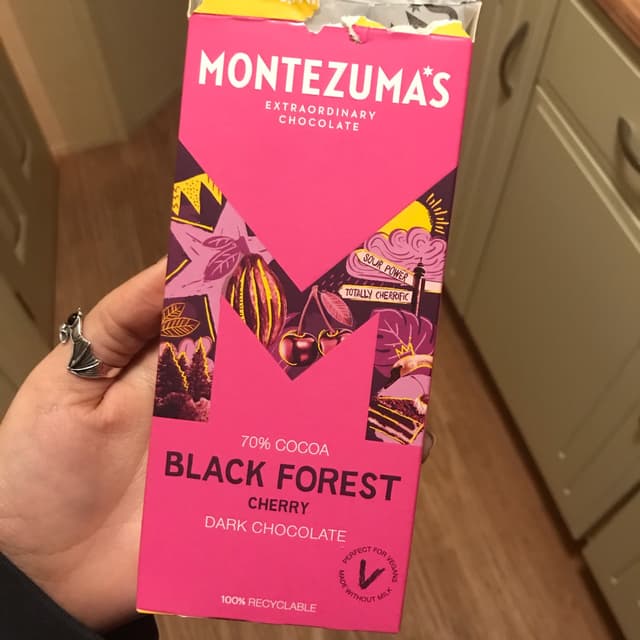 MONTEZUMA'S
EXTRAORDINARY
CHOCOLATE
SOUR POWER
TOTALLY CHERRIFIC
70% COCOA
BLACK FOREST
CHERRY
DARK CHOCOLATE
PERFECT FOR VEGANS
MADE WITHOUT MILK
100% RECYCLABLE